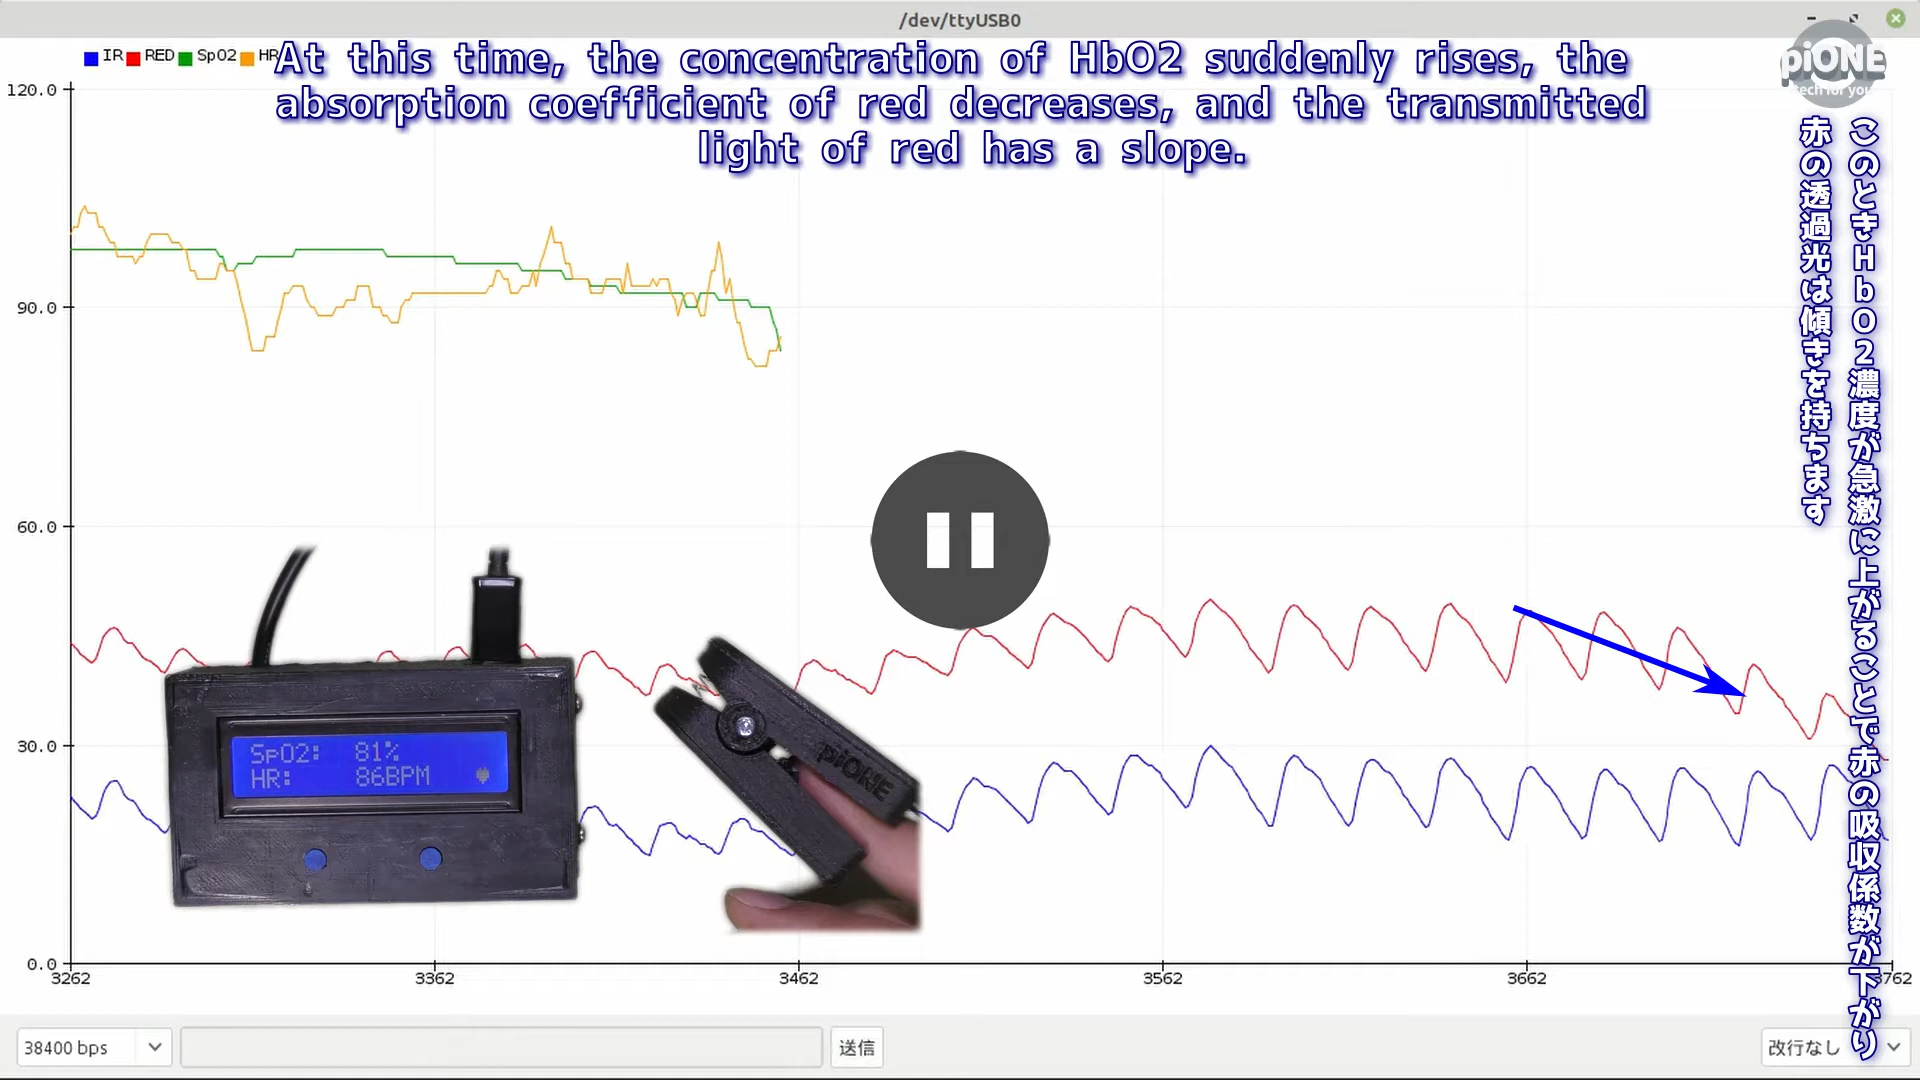 /dev/ttyUSB0
IR RED SpO2 HR
At this time, the concentration of HbO2 suddenly rises, the
absorption coefficient of red decreases, and the transmitted
light of red has a slope.
piONE
tech for you
このときHbO2濃度が急激に上がることで赤の吸収係数が下がり
赤の透過光は傾きを持ちます
120.0
90.0
60.0
30.0
0.0
SpO2: 81%
HR: 86BPM
piONE
3262 3362 3462 3562 3662 3762
38400 bps
送信
改行なし